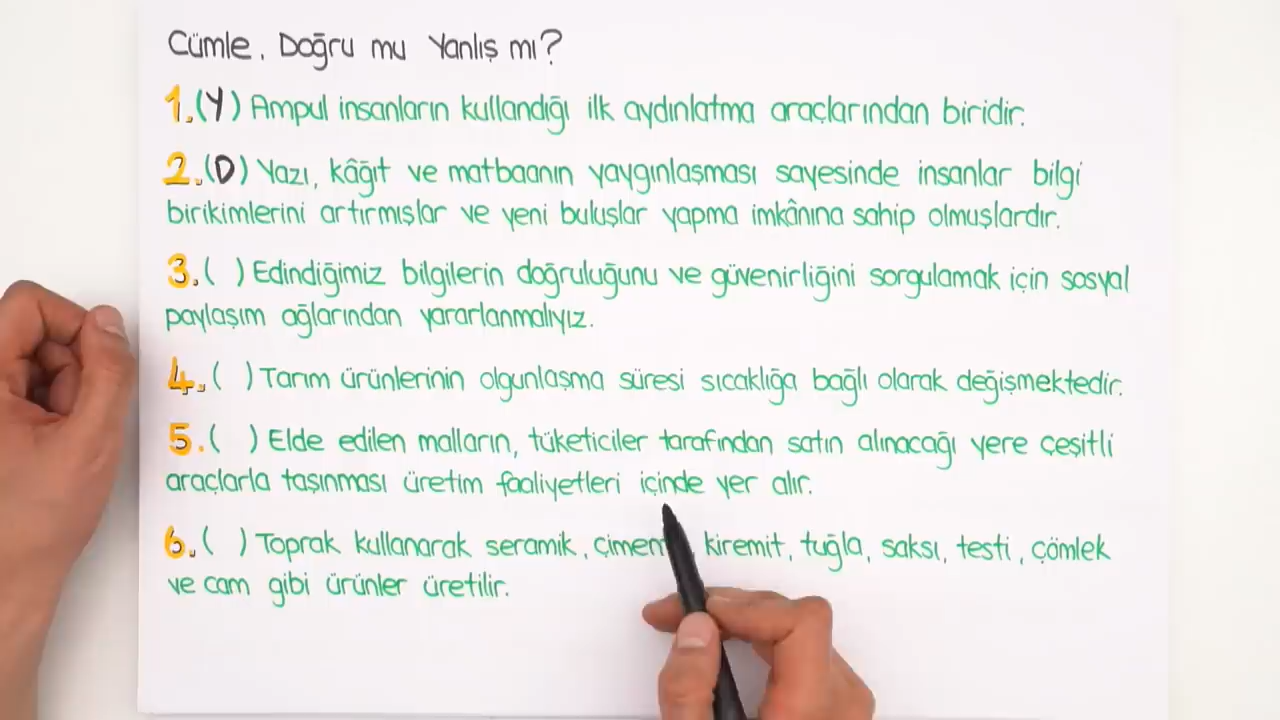 Cümle, Doğru mu Yanlış mı?
1.(Y) Ampul insanların kullandığı ilk aydınlatma araçlarından biridir.
2.(D) Yazı, kâğıt ve matbaanın yaygınlaşması sayesinde insanlar bilgi
birikimlerini artırmışlar ve yeni buluşlar yapma imkânına sahip olmuşlardır.
3.( ) Edindiğimiz bilgilerin doğruluğunu ve güvenirliğini sorgulamak için sosyal
paylaşım ağlarından yararlanmalıyız.
4.( ) Tarım ürünlerinin olgunlaşma süresi sıcaklığa bağlı olarak değişmektedir.
5.( ) Elde edilen malların, tüketiciler tarafından satın alınacağı yere çeşitli
araçlarla taşınması üretim faaliyetleri içinde yer alır.
6.( ) Toprak kullanarak seramik, kiremit, tuğla, saksı, testi, çömlek
ve cam gibi ürünler üretilir.